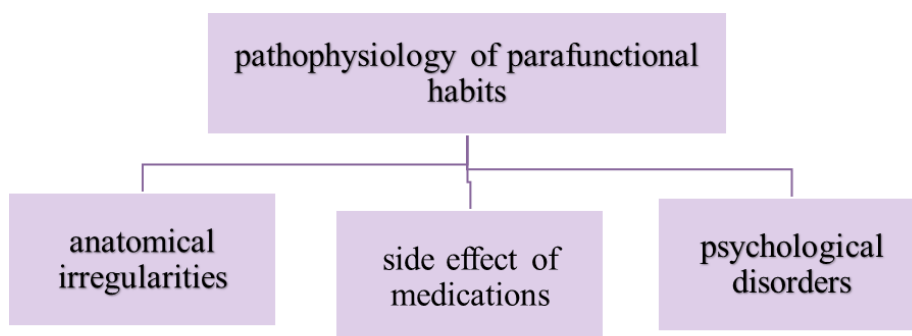 pathophysiology of parafunctional
habits
anatomical
irregularities
side effect of
medications
psychological
disorders